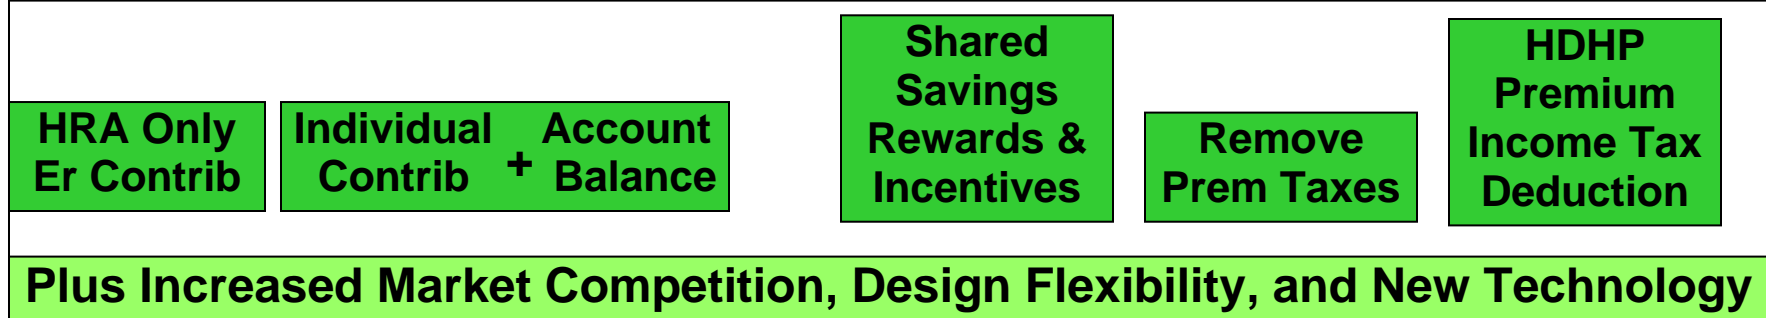 HRA Only
Er Contrib
Individual
Contrib
+
Account
Balance
Shared
Savings
Rewards &
Incentives
Remove
Prem Taxes
HDHP
Premium
Income Tax
Deduction
Plus Increased Market Competition, Design Flexibility, and New Technology